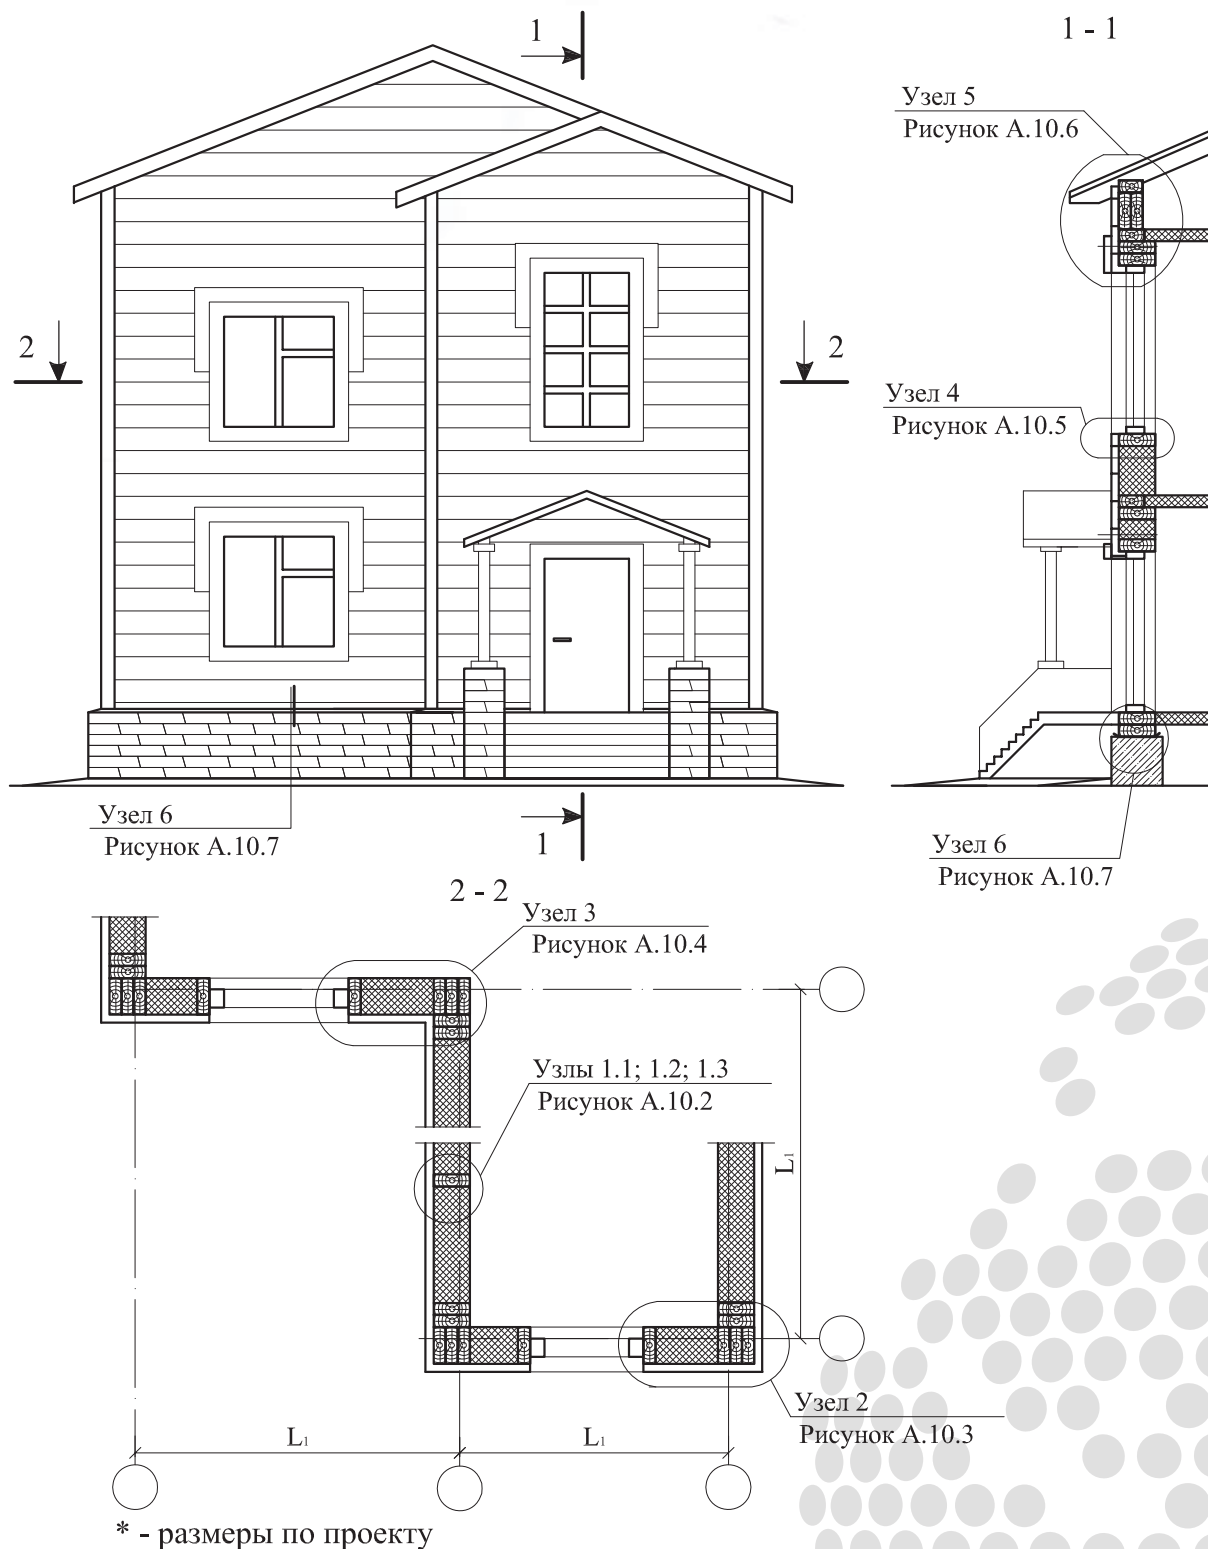 1
1 - 1
Узел 5
Рисунок А.10.6
2
2
Узел 4
Рисунок А.10.5
Узел 6
Рисунок А.10.7
1
Узел 6
Рисунок А.10.7
2 - 2
Узел 3
Рисунок А.10.4
Узлы 1.1; 1.2; 1.3
Рисунок А.10.2
L₁
Узел 2
Рисунок А.10.3
L₁
L₁
* - размеры по проекту